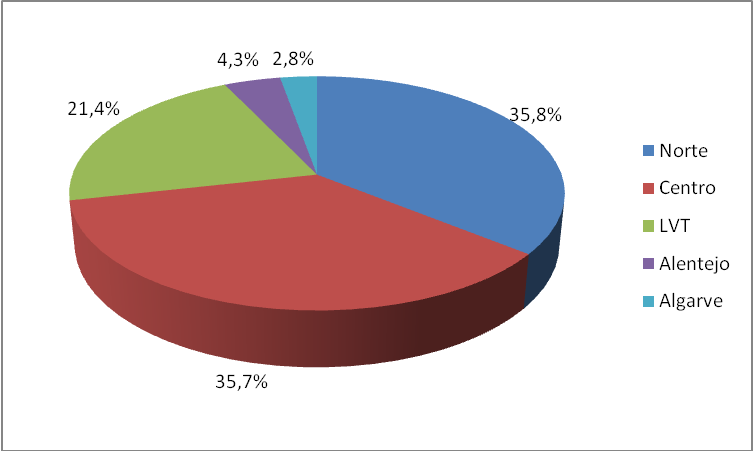 4,3%
2,8%
21,4%
35,8%
35,7%
Norte
Centro
LVT
Alentejo
Algarve